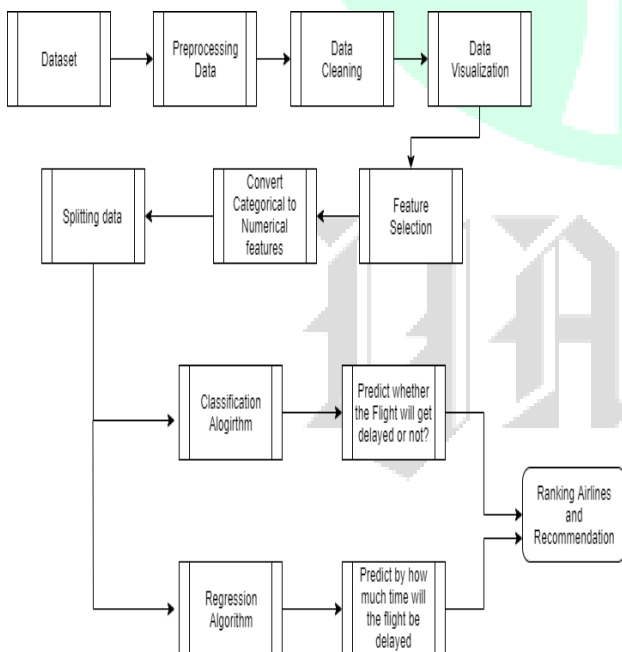 Dataset
Preprocessing
Data
Data
Cleaning
Data
Visualization
Splitting data
Convert
Categorical to
Numerical
features
Feature
Selection
Classification
Alogirthm
Predict whether
the Flight will get
delayed or not?
Ranking Airlines
and
Recommendation
Regression
Algorithm
Predict by how
much time will
the flight be
delayed